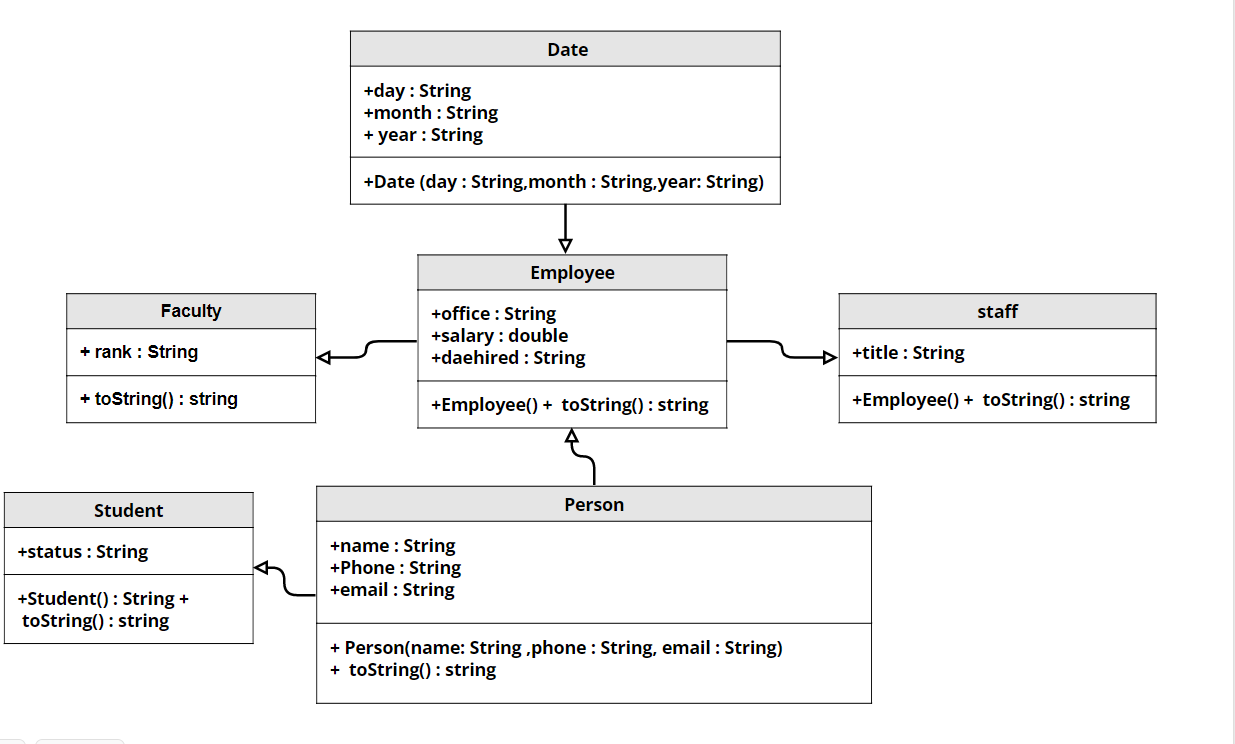 Date
+day : String
+month : String
+ year : String
+Date (day : String,month : String,year: String)
Employee
+office : String
+salary : double
+daehired : String
+Employee() +  toString() : string
Faculty
+ rank : String
+ toString() : string
staff
+title : String
+Employee() +  toString() : string
Student
+status : String
+Student() : String +
toString() : string
Person
+name : String
+Phone : String
+email : String
+ Person(name: String ,phone : String, email : String)
+  toString() : string